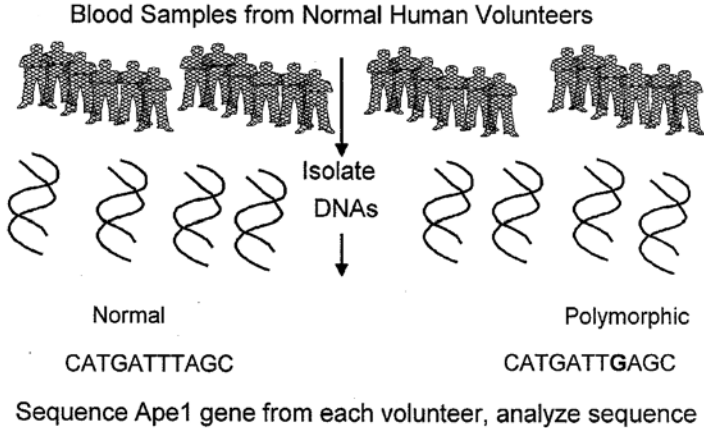 Blood Samples from Normal Human Volunteers
Isolate
DNAs
Normal
Polymorphic
CATGATTTAGC
CATGATTGAGC
Sequence Ape1 gene from each volunteer, analyze sequence